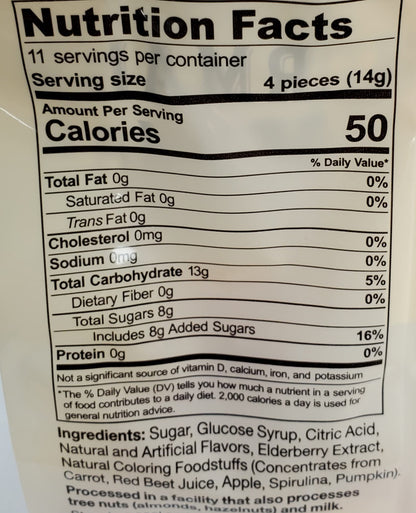 Nutrition Facts
11 servings per container
Serving size 4 pieces (14g)
Amount Per Serving
Calories 50
% Daily Value*
Total Fat 0g 0%
Saturated Fat 0g 0%
Trans Fat 0g
Cholesterol 0mg 0%
Sodium 0mg 0%
Total Carbohydrate 13g 5%
Dietary Fiber 0g 0%
Total Sugars 8g
Includes 8g Added Sugars 16%
Protein 0g 0%
Not a significant source of vitamin D, calcium, iron, and potassium
*The % Daily Value (DV) tells you how much a nutrient in a serving
of food contributes to a daily diet. 2,000 calories a day is used for
general nutrition advice.
Ingredients: Sugar, Glucose Syrup, Citric Acid,
Natural and Artificial Flavors, Elderberry Extract,
Natural Coloring Foodstuffs (Concentrates from
Carrot, Red Beet Juice, Apple, Spirulina, Pumpkin).
Processed in a facility that also processes
tree nuts (almonds, hazelnuts) and milk.